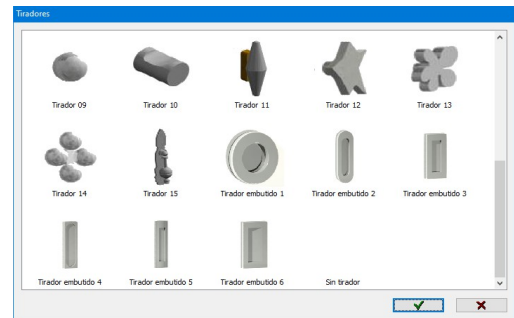 Tiradores
Tirador 09
Tirador 10
Tirador 11
Tirador 12
Tirador 13
Tirador 14
Tirador 15
Tirador embutido 1
Tirador embutido 2
Tirador embutido 3
Tirador embutido 4
Tirador embutido 5
Tirador embutido 6
Sin tirador